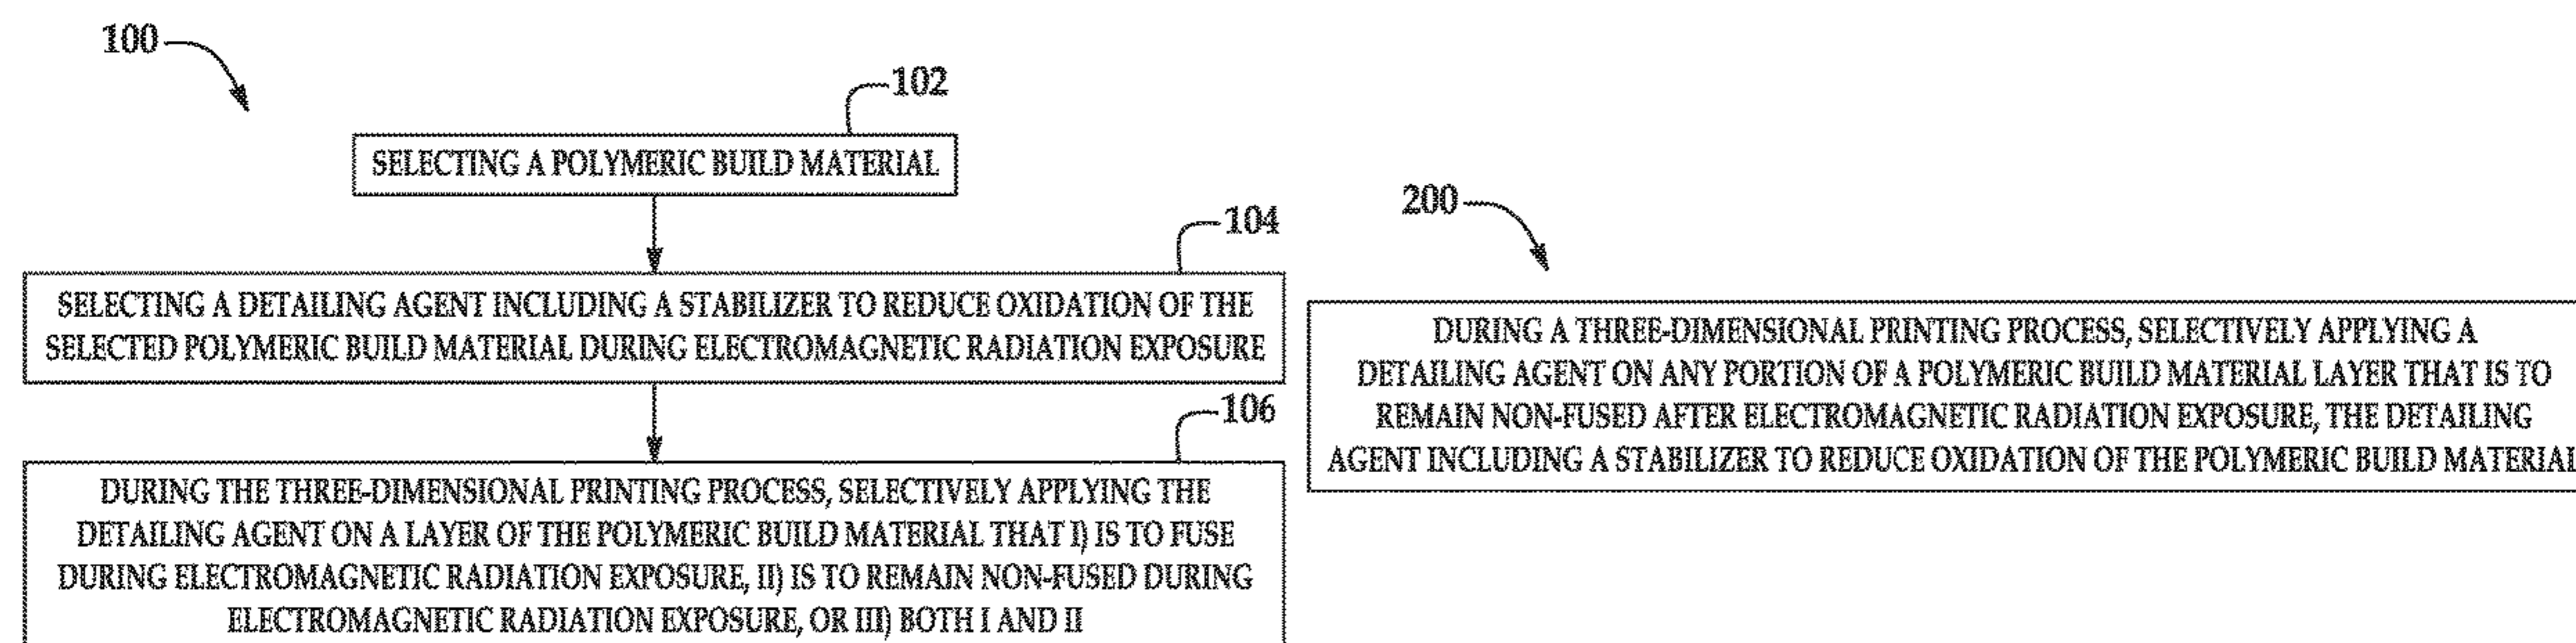 100
102
SELECTING A POLYMERIC BUILD MATERIAL
104
SELECTING A DETAILING AGENT INCLUDING A STABILIZER TO REDUCE OXIDATION OF THE
SELECTED POLYMERIC BUILD MATERIAL DURING ELECTROMAGNETIC RADIATION EXPOSURE
106
DURING THE THREE-DIMENSIONAL PRINTING PROCESS, SELECTIVELY APPLYING THE
DETAILING AGENT ON A LAYER OF THE POLYMERIC BUILD MATERIAL THAT I) IS TO FUSE
DURING ELECTROMAGNETIC RADIATION EXPOSURE, II) IS TO REMAIN NON-FUSED DURING
ELECTROMAGNETIC RADIATION EXPOSURE, OR III) BOTH I AND II
200
DURING A THREE-DIMENSIONAL PRINTING PROCESS, SELECTIVELY APPLYING A
DETAILING AGENT ON ANY PORTION OF A POLYMERIC BUILD MATERIAL LAYER THAT IS TO
REMAIN NON-FUSED AFTER ELECTROMAGNETIC RADIATION EXPOSURE, THE DETAILING
AGENT INCLUDING A STABILIZER TO REDUCE OXIDATION OF THE POLYMERIC BUILD MATERIAL